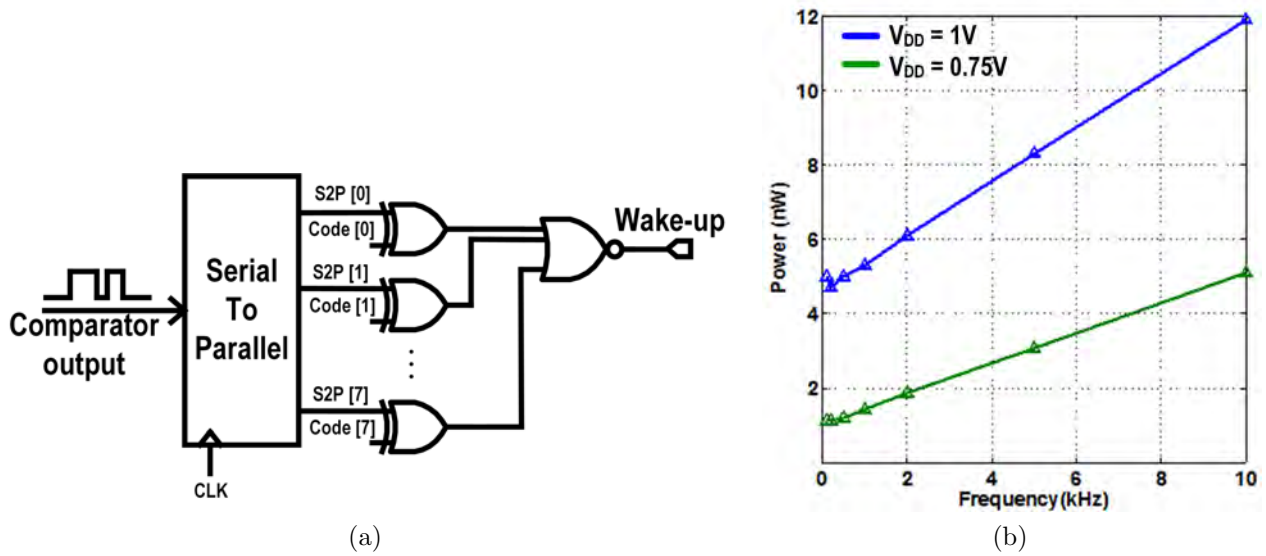 S2P [0]
Code [0]
S2P [1]
Code [1]
S2P [7]
Code [7]
Serial
To
Parallel
Comparator
output
CLK
Wake-up
(a)
V_DD = 1V
V_DD = 0.75V
Power (nW)
12
10
8
6
4
2
0 2 4 6 8 10
Frequency (kHz)
(b)